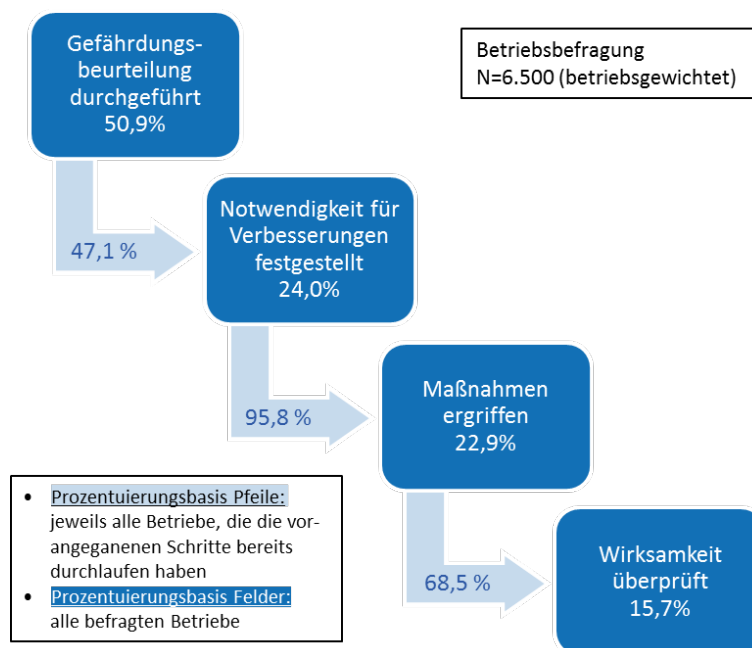 Gefährdungs-
beurteilung
durchgeführt
50,9%
Betriebsbefragung
N=6.500 (betriebsgewichtet)
47,1 %
Notwendigkeit für
Verbesserungen
festgestellt
24,0%
95,8 %
Maßnahmen
ergriffen
22,9%
68,5 %
Wirksamkeit
überprüft
15,7%
• Prozentuierungsbasis Pfeile:
jeweils alle Betriebe, die die vor-
angeganenen Schritte bereits
durchlaufen haben
• Prozentuierungsbasis Felder:
alle befragten Betriebe